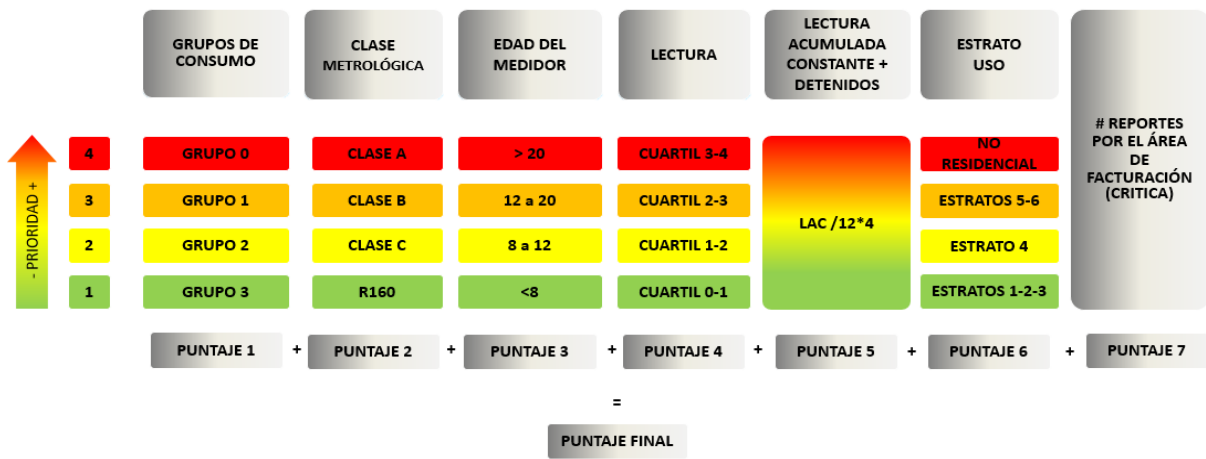 GRUPOS DE
CONSUMO
CLASE
METROLÓGICA
EDAD DEL
MEDIDOR
LECTURA
LECTURA
ACUMULADA
CONSTANTE +
DETENIDOS
ESTRATO
USO
# REPORTES
POR EL ÁREA
DE
FACTURACIÓN
(CRITICA)
- PRIORIDAD +
4
GRUPO 0
CLASE A
> 20
CUARTIL 3-4
NO
RESIDENCIAL
3
GRUPO 1
CLASE B
12 a 20
CUARTIL 2-3
ESTRATOS 5-6
LAC /12*4
2
GRUPO 2
CLASE C
8 a 12
CUARTIL 1-2
ESTRATO 4
1
GRUPO 3
R160
<8
CUARTIL 0-1
ESTRATOS 1-2-3
PUNTAJE 1 + PUNTAJE 2 + PUNTAJE 3 + PUNTAJE 4 + PUNTAJE 5 + PUNTAJE 6 + PUNTAJE 7
=
PUNTAJE FINAL